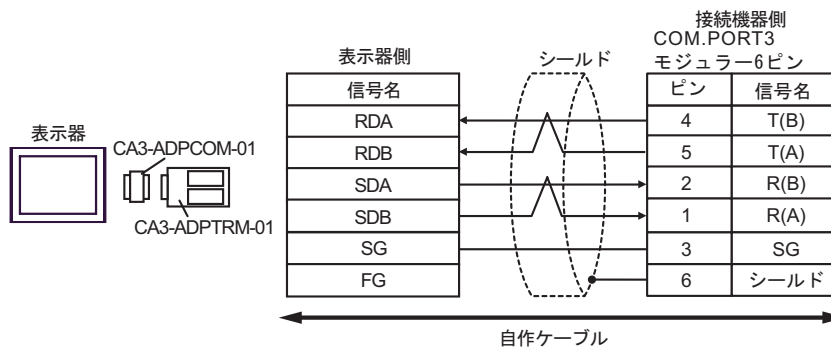 接続機器側
COM.PORT3
モジュラー6ピン
表示器側
シールド
信号名
ピン
信号名
RDA
4
T(B)
RDB
5
T(A)
SDA
2
R(B)
SDB
1
R(A)
SG
3
SG
FG
6
シールド
表示器
CA3-ADPCOM-01
CA3-ADPTRM-01
自作ケーブル